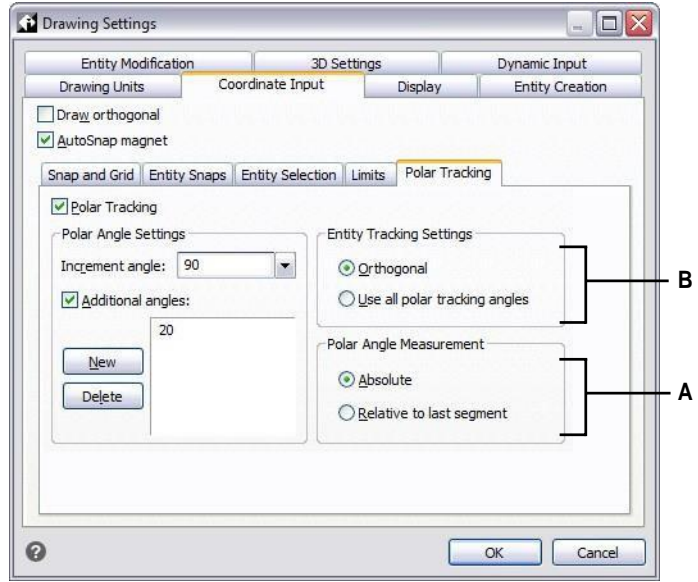 Drawing Settings
Entity Modification 3D Settings Dynamic Input
Drawing Units Coordinate Input Display Entity Creation
Draw orthogonal
AutoSnap magnet
Snap and Grid Entity Snaps Entity Selection Limits Polar Tracking
Polar Tracking
Polar Angle Settings
Increment angle: 90
Additional angles:
20
New
Delete
Entity Tracking Settings
Orthogonal
Use all polar tracking angles
B
Polar Angle Measurement
Absolute
Relative to last segment
A
? OK Cancel